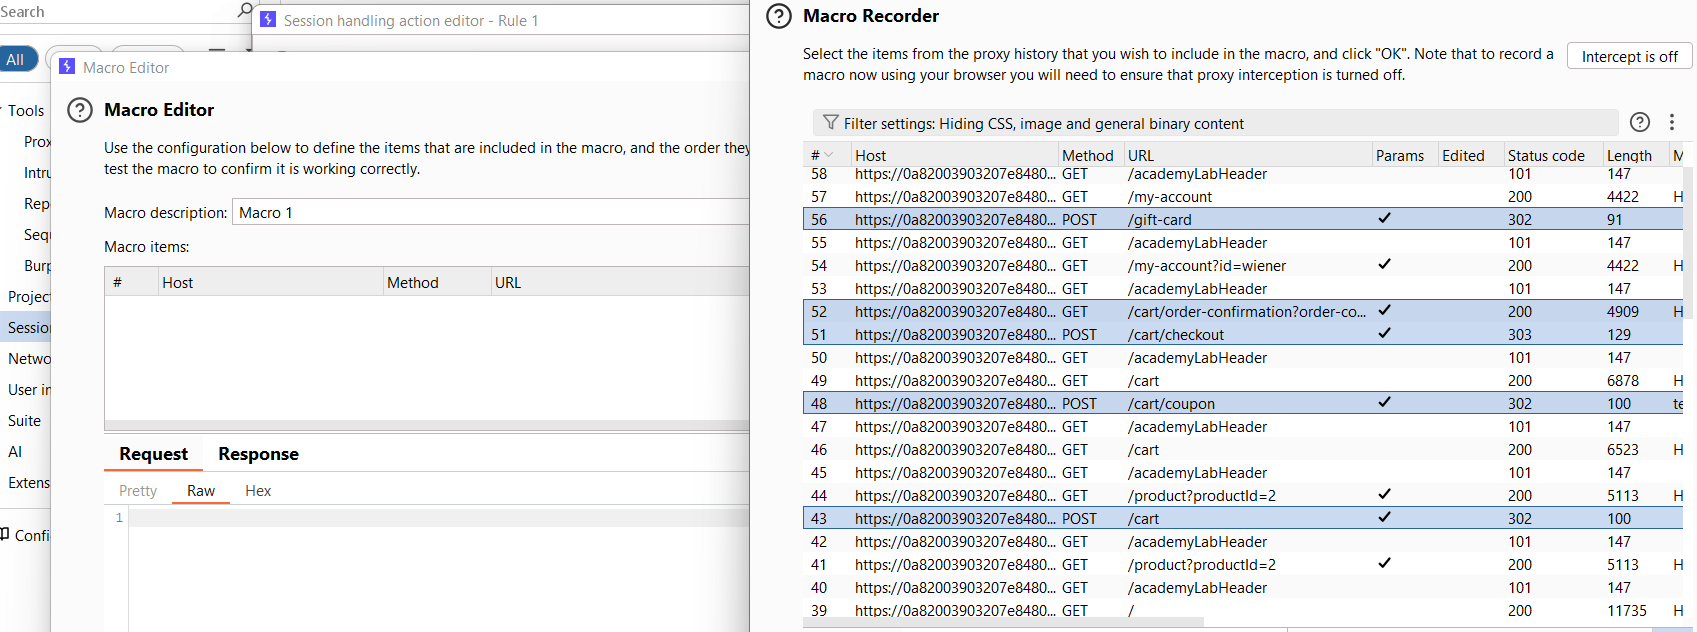 Search
All
Tools
Prox
Intru
Rep
Sequ
Burp
Project
Session
Netwo
User in
Suite
AI
Extens
Config
Session handling action editor - Rule 1
Macro Editor
Macro Editor
Use the configuration below to define the items that are included in the macro, and the order they
test the macro to confirm it is working correctly.
Macro description: Macro 1
Macro items:
# Host Method URL
Request Response
Pretty Raw Hex
1
Macro Recorder
Select the items from the proxy history that you wish to include in the macro, and click "OK". Note that to record a
macro now using your browser you will need to ensure that proxy interception is turned off.
Intercept is off
Filter settings: Hiding CSS, image and general binary content
# Host Method URL Params Edited Status code Length M
58 https://0a82003903207e8480... GET /academyLabHeader 101 147
57 https://0a82003903207e8480... GET /my-account 200 4422 H
56 https://0a82003903207e8480... POST /gift-card ✓ 302 91
55 https://0a82003903207e8480... GET /academyLabHeader 101 147
54 https://0a82003903207e8480... GET /my-account?id=wiener ✓ 200 4422 H
53 https://0a82003903207e8480... GET /academyLabHeader 101 147
52 https://0a82003903207e8480... GET /cart/order-confirmation?order-co... ✓ 200 4909 H
51 https://0a82003903207e8480... POST /cart/checkout ✓ 303 129
50 https://0a82003903207e8480... GET /academyLabHeader 101 147
49 https://0a82003903207e8480... GET /cart 200 6878 H
48 https://0a82003903207e8480... POST /cart/coupon ✓ 302 100 te
47 https://0a82003903207e8480... GET /academyLabHeader 101 147
46 https://0a82003903207e8480... GET /cart 200 6523 H
45 https://0a82003903207e8480... GET /academyLabHeader 101 147
44 https://0a82003903207e8480... GET /product?productId=2 ✓ 200 5113 H
43 https://0a82003903207e8480... POST /cart ✓ 302 100
42 https://0a82003903207e8480... GET /academyLabHeader 101 147
41 https://0a82003903207e8480... GET /product?productId=2 ✓ 200 5113 H
40 https://0a82003903207e8480... GET /academyLabHeader 101 147
39 https://0a82003903207e8480... GET / 200 11735 H